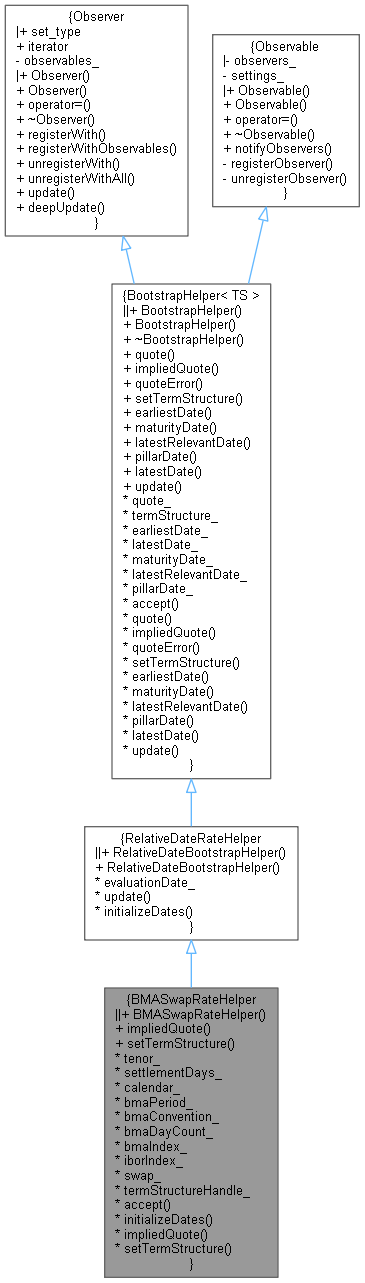 {Observer
|+ set_type
+ iterator
- observables_
|+ Observer()
+ Observer()
+ operator=()
+ ~Observer()
+ registerWith()
+ registerWithObservables()
+ unregisterWith()
+ unregisterWithAll()
+ update()
+ deepUpdate()
}
{Observable
|- observers_
- settings_
|+ Observable()
+ Observable()
+ operator=()
+ ~Observable()
+ notifyObservers()
- registerObserver()
- unregisterObserver()
}
{BootstrapHelper< TS >
||+ BootstrapHelper()
+ BootstrapHelper()
+ ~BootstrapHelper()
+ quote()
+ impliedQuote()
+ quoteError()
+ setTermStructure()
+ earliestDate()
+ maturityDate()
+ latestRelevantDate()
+ pillarDate()
+ latestDate()
+ update()
* quote_
* termStructure_
* earliestDate_
* latestDate_
* maturityDate_
* latestRelevantDate_
* pillarDate_
* accept()
* quote()
* impliedQuote()
* quoteError()
* setTermStructure()
* earliestDate()
* maturityDate()
* latestRelevantDate()
* pillarDate()
* latestDate()
* update()
}
{RelativeDateRateHelper
||+ RelativeDateBootstrapHelper()
+ RelativeDateBootstrapHelper()
* evaluationDate_
* update()
* initializeDates()
}
{BMASwapRateHelper
||+ BMASwapRateHelper()
+ impliedQuote()
+ setTermStructure()
* tenor_
* settlementDays_
* calendar_
* bmaPeriod_
* bmaConvention_
* bmaDayCount_
* bmaIndex_
* iborIndex_
* swap_
* termStructureHandle_
* accept()
* initializeDates()
* impliedQuote()
* setTermStructure()
}